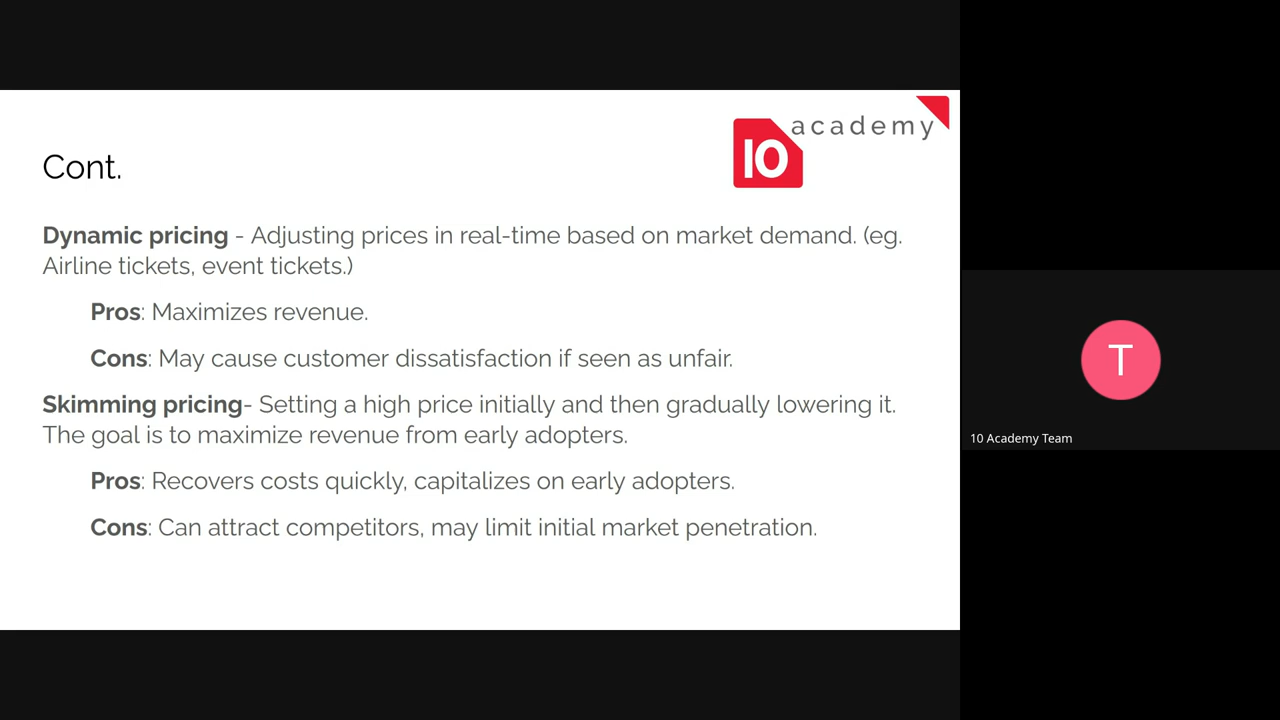 academy
10
Cont.
Dynamic pricing - Adjusting prices in real-time based on market demand. (eg.
Airline tickets, event tickets.)
Pros: Maximizes revenue.
Cons: May cause customer dissatisfaction if seen as unfair.
Skimming pricing- Setting a high price initially and then gradually lowering it.
The goal is to maximize revenue from early adopters.
Pros: Recovers costs quickly, capitalizes on early adopters.
Cons: Can attract competitors, may limit initial market penetration.
T
10 Academy Team